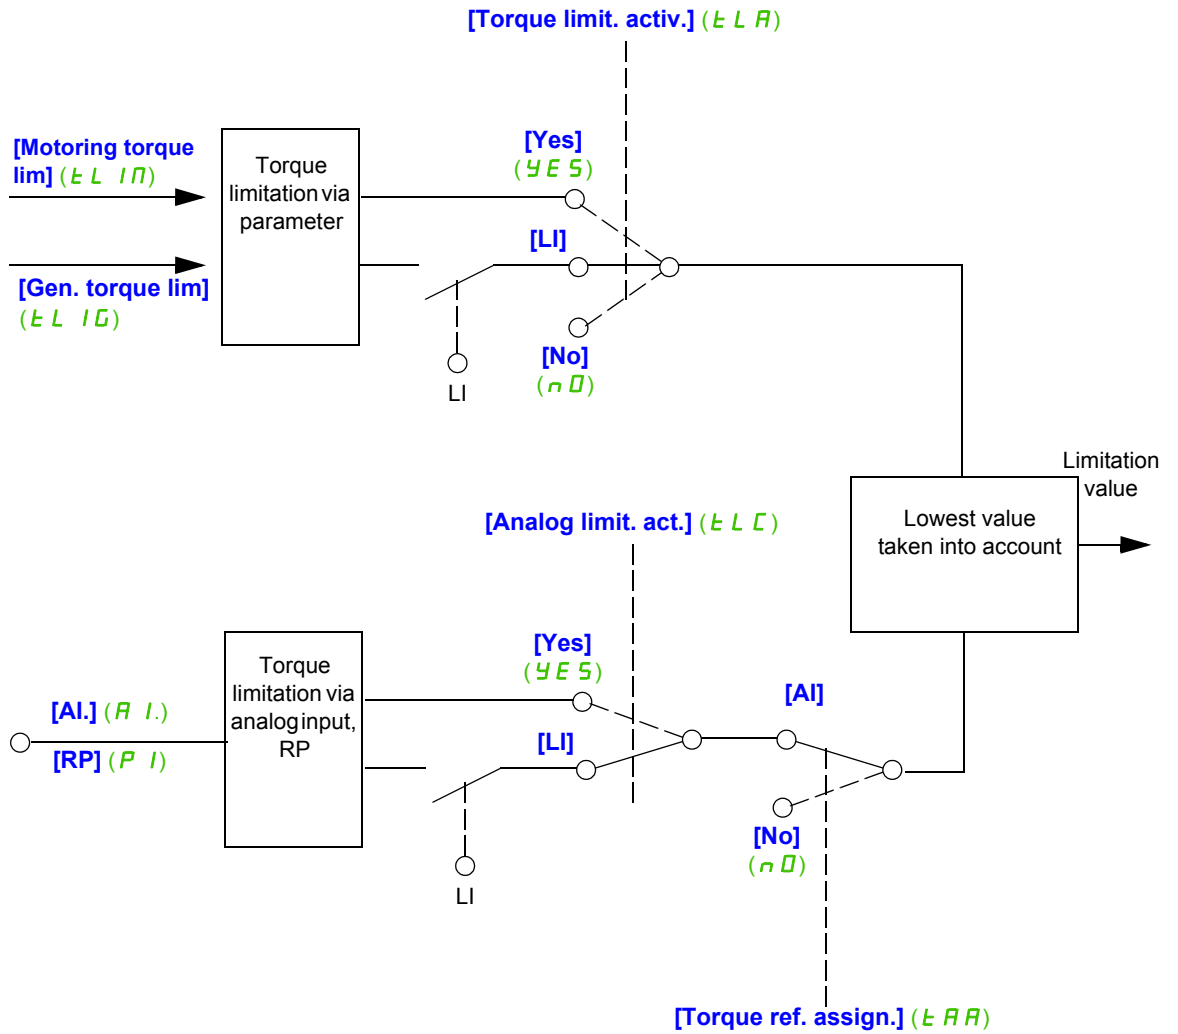 [Torque limit. activ.] (tLA)
[Motoring torque
lim] (tLIM)
Torque
limitation via
parameter
[Yes]
(YES)
[LI]
[Gen. torque lim]
(tLIG)
[No]
(nO)
LI
Limitation
value
Lowest value
taken into account
[Analog limit. act.] (tLC)
Torque
limitation via
analog input,
RP
[Yes]
(YES)
[AI]
[AI.] (AI.)
[RP] (PI)
[LI]
[No]
(nO)
LI
[Torque ref. assign.] (tAA)